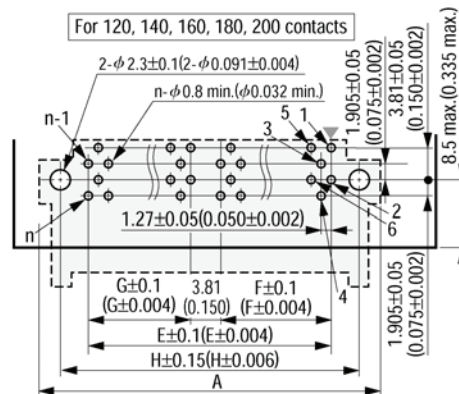 For 120, 140, 160, 180, 200 contacts
2-ϕ2.3±0.1(2-ϕ0.091±0.004)
n-ϕ0.8 min.(ϕ0.032 min.)
n-1
5
1
3
n
2
6
4
1.27±0.05(0.050±0.002)
1.905±0.05
(0.075±0.002)
3.81±0.05
(0.150±0.002)
8.5 max.(0.335 max.)
1.905±0.05
(0.075±0.002)
G±0.1
(G±0.004)
3.81
(0.150)
F±0.1
(F±0.004)
E±0.1(E±0.004)
H±0.15(H±0.006)
A